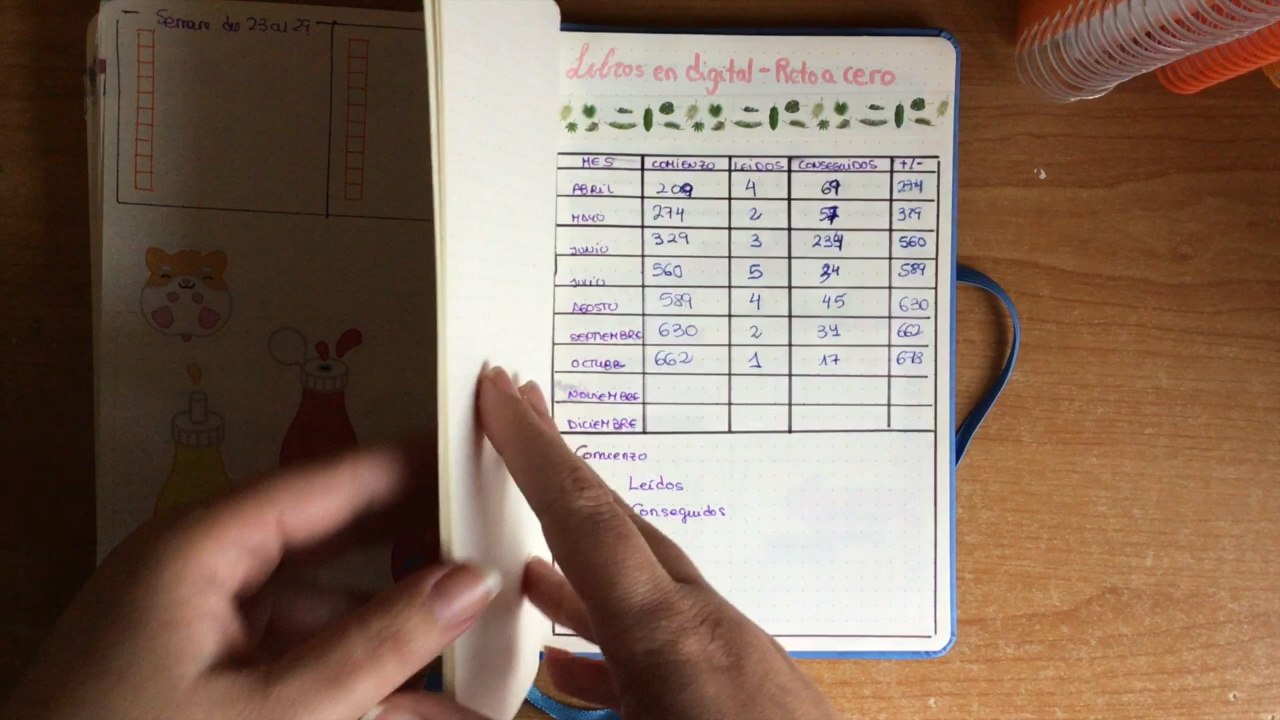 Semana do 23 al 29
Libros en digital - Reto a cero
MES COMIENZO LEÍDOS CONSEGUIDOS +/-
ABRIL 209 4 69 274
MAYO 274 2 57 329
JUNIO 329 3 234 560
JULIO 560 5 34 589
AGOSTO 589 4 45 630
SEPTIEMBRE 630 2 34 662
OCTUBRE 662 1 17 678
NOVIEMBRE
DICIEMBRE
Comienzo
Leídos
Conseguidos